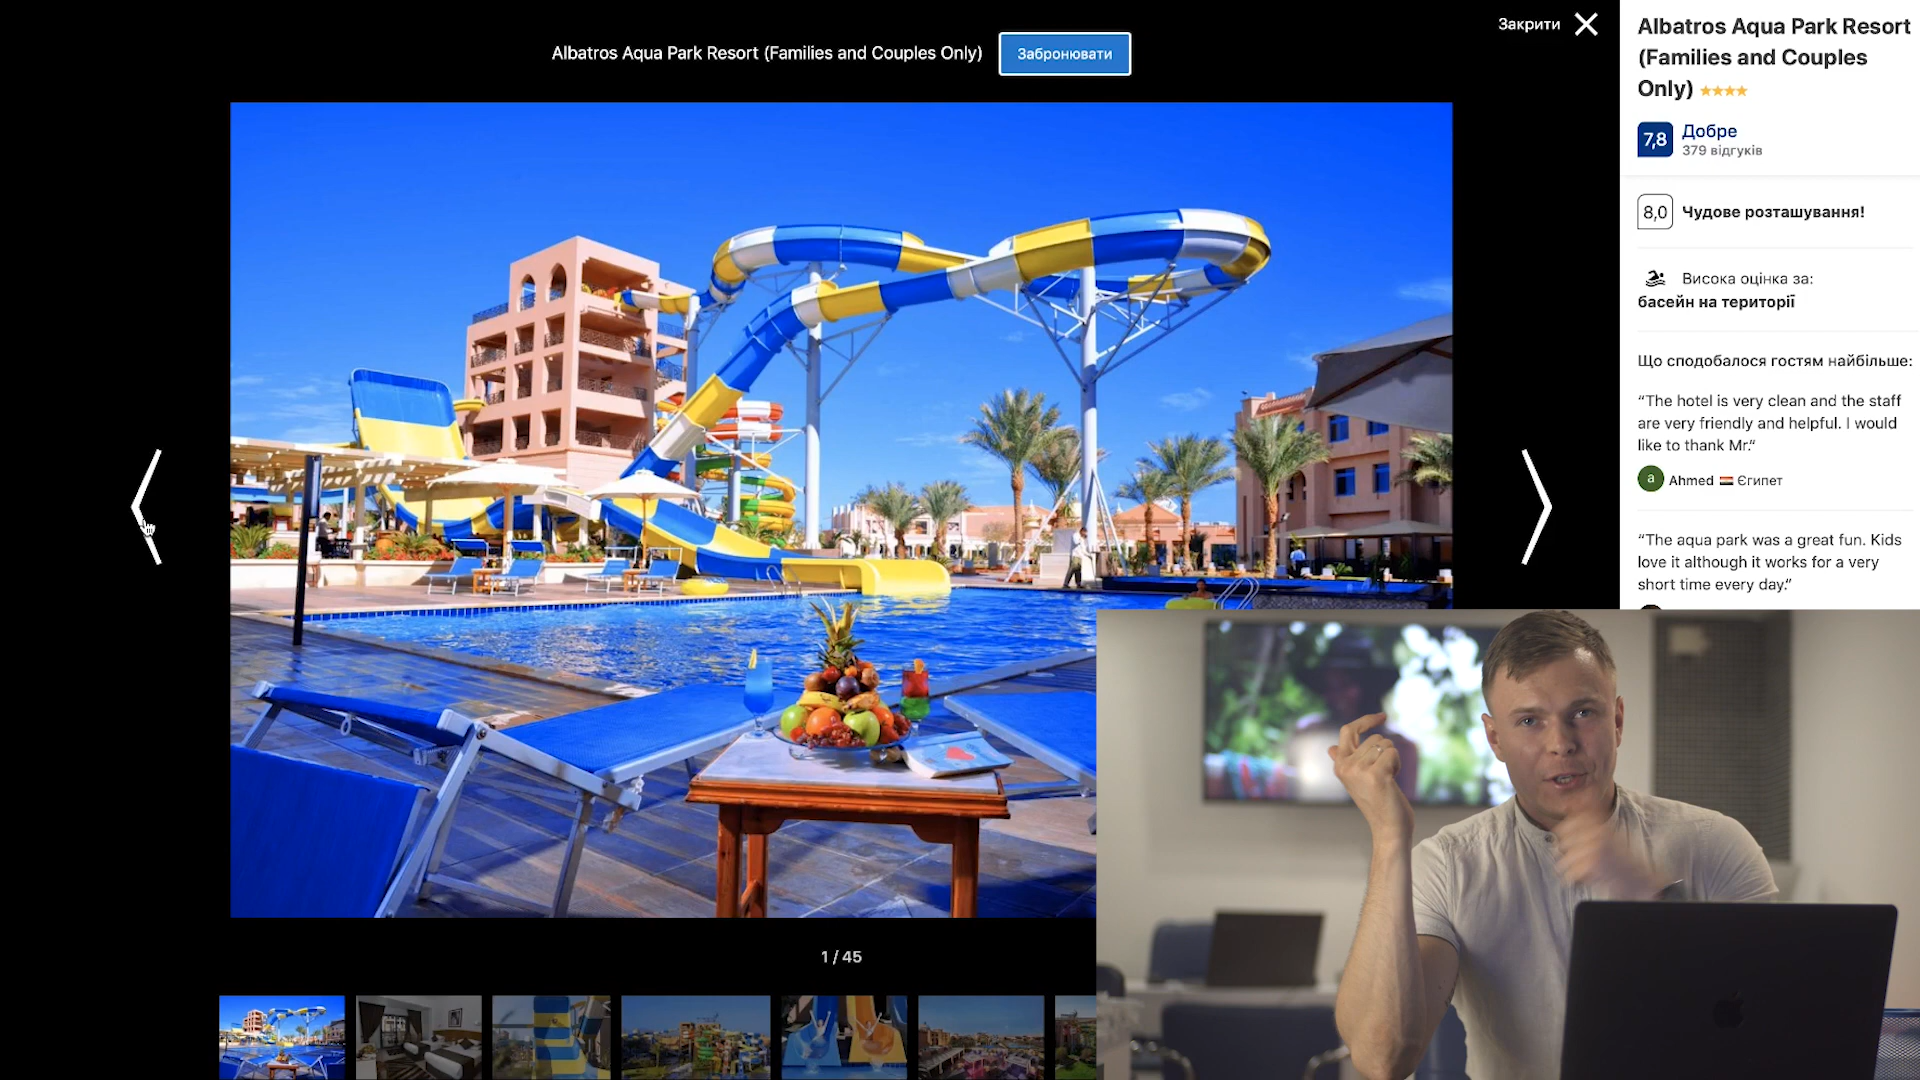 Закрити
Albatros Aqua Park Resort (Families and Couples Only)
Забронювати
1 / 45
Albatros Aqua Park Resort
(Families and Couples
Only)
7,8
Добре
379 відгуків
8,0
Чудове розташування!
Висока оцінка за:
басейн на території
Що сподобалося гостям найбільше:
“The hotel is very clean and the staff
are very friendly and helpful. I would
like to thank Mr.“
a
Ahmed
Єгипет
“The aqua park was a great fun. Kids
love it although it works for a very
short time every day.“